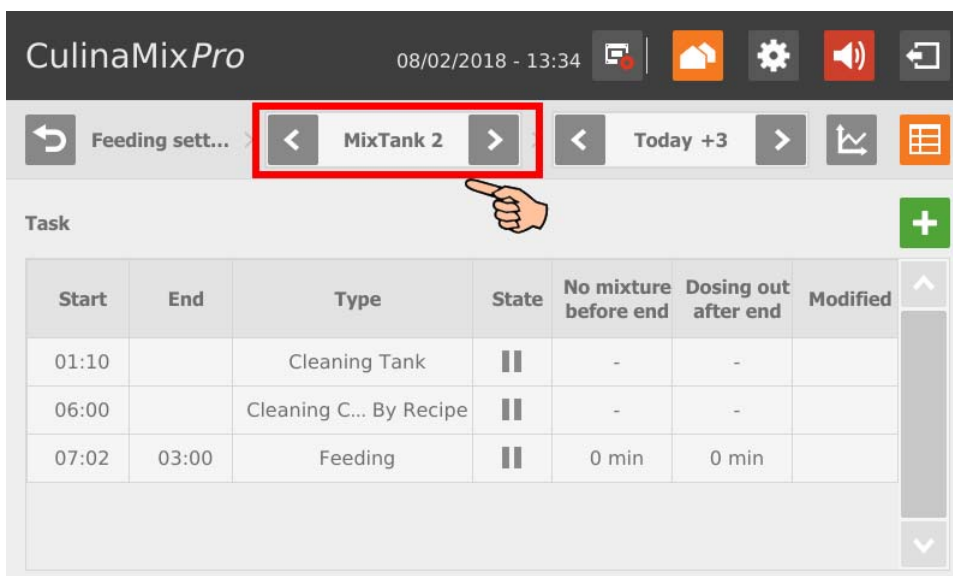 CulinaMixPro 08/02/2018 - 13:34
Feeding sett... MixTank 2 Today +3
Task
Start End Type State No mixture before end Dosing out after end Modified
01:10 Cleaning Tank - -
06:00 Cleaning C... By Recipe - -
07:02 03:00 Feeding 0 min 0 min